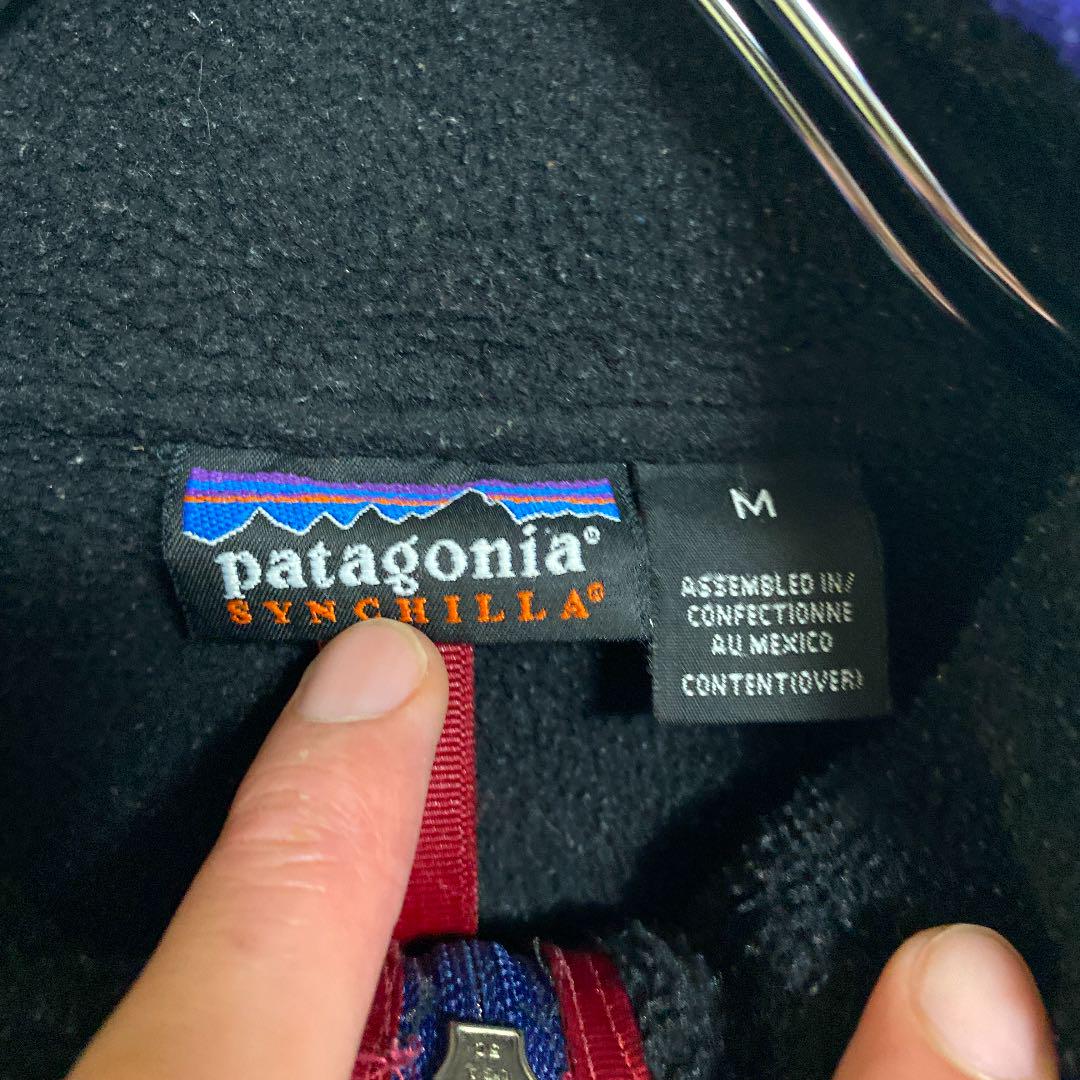 patagonia®
SYNCHILLA®
M
ASSEMBLED IN/
CONFECTIONNE
AU MEXICO
CONTENT(OVER)